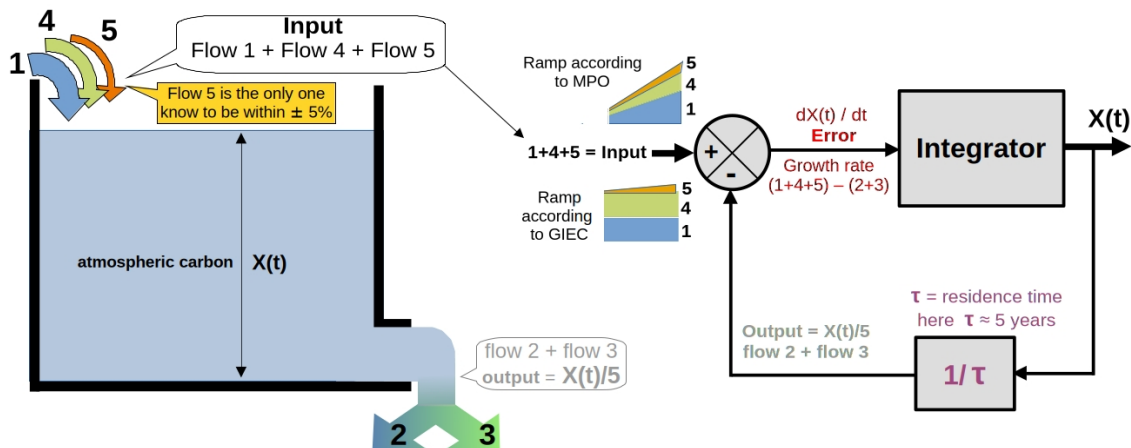 4
5
1
Input
Flow 1 + Flow 4 + Flow 5
Flow 5 is the only one
know to be within ± 5%
atmospheric carbon
X(t)
flow 2 + flow 3
output = X(t)/5
2
3
Ramp according
to MPO
5
4
1
1+4+5 = Input
Ramp
according
to GIEC
5
4
1
+
-
dX(t) / dt
Error
Growth rate
(1+4+5) – (2+3)
Integrator
X(t)
τ = residence time
here τ ≈ 5 years
Output = X(t)/5
flow 2 + flow 3
1/τ